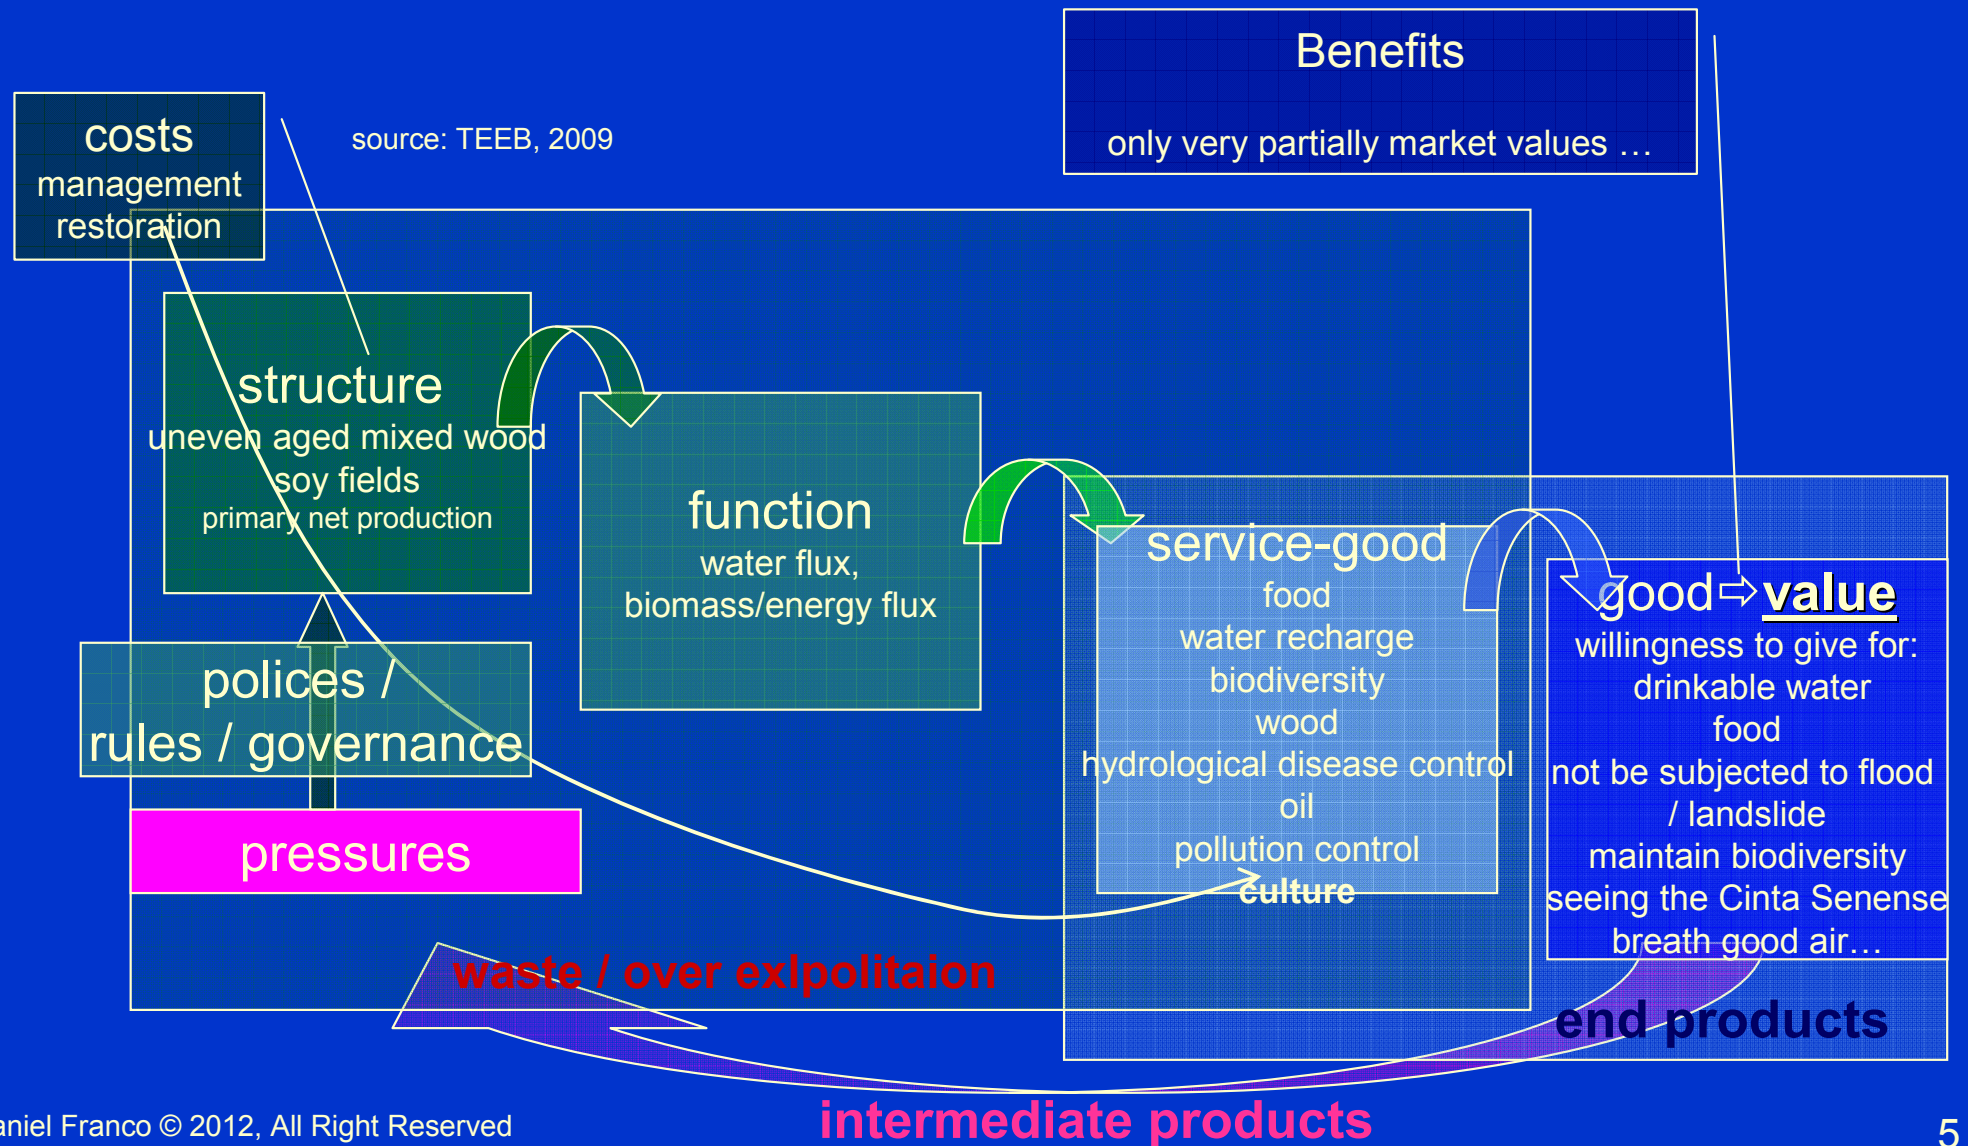 Benefits
only very partially market values …
costs
management
restoration
source: TEEB, 2009
structure
uneven aged mixed wood
soy fields
primary net production
function
water flux,
biomass/energy flux
service-good
food
water recharge
biodiversity
wood
hydrological disease control
oil
pollution control
culture
good⇨value
willingness to give for:
drinkable water
food
not be subjected to flood
/ landslide
maintain biodiversity
seeing the Cinta Senense
breath good air…
polices /
rules / governance
pressures
waste / over exlpolitaion
end products
intermediate products
aniel Franco © 2012, All Right Reserved
5